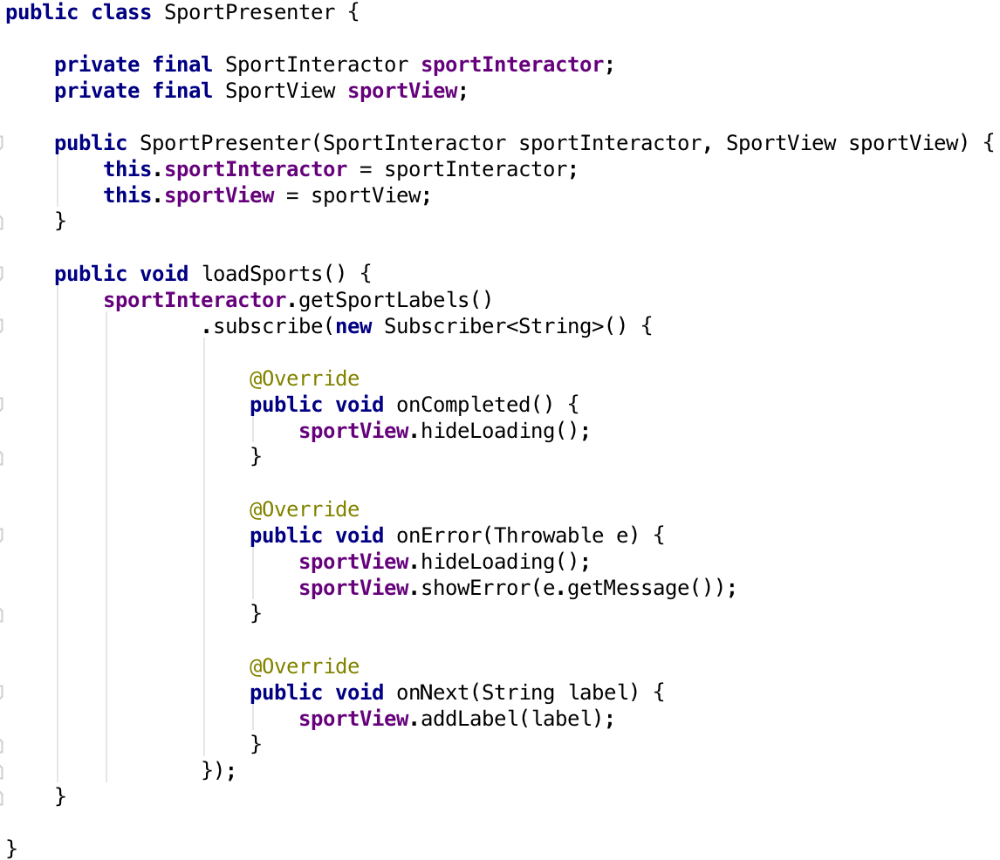 public class SportPresenter {
    private final SportInteractor sportInteractor;
    private final SportView sportView;
    public SportPresenter(SportInteractor sportInteractor, SportView sportView) {
        this.sportInteractor = sportInteractor;
        this.sportView = sportView;
    }
    public void loadSports() {
        sportInteractor.getSportLabels()
                .subscribe(new Subscriber<String>() {
                    @Override
                    public void onCompleted() {
                        sportView.hideLoading();
                    }
                    @Override
                    public void onError(Throwable e) {
                        sportView.hideLoading();
                        sportView.showError(e.getMessage());
                    }
                    @Override
                    public void onNext(String label) {
                        sportView.addLabel(label);
                    }
                });
    }
}